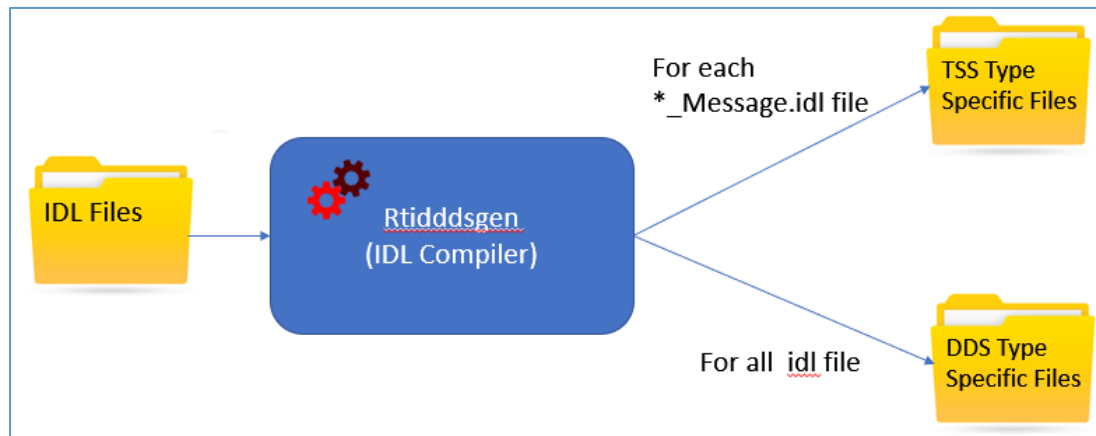 IDL Files
Rtidddsgen
(IDL Compiler)
For each
*_Message.idl file
TSS Type
Specific Files
For all idl file
DDS Type
Specific Files